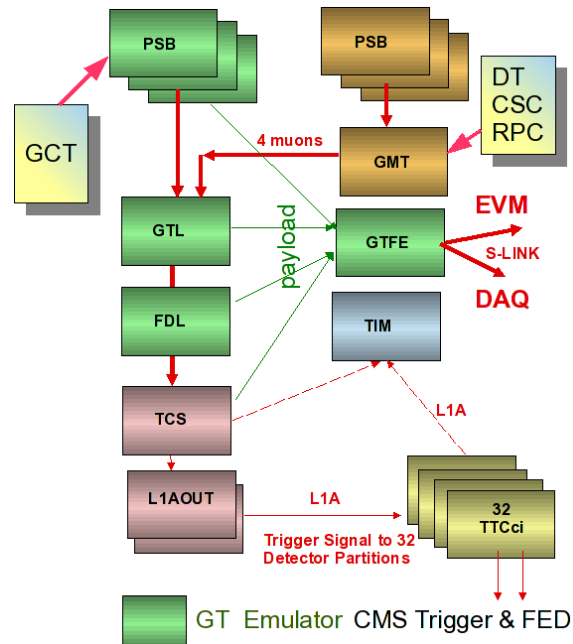 PSB
PSB
GCT
DT
CSC
RPC
4 muons
GMT
GTL
payload
GTFE
EVM
S-LINK
DAQ
FDL
TIM
TCS
L1A
L1AOUT
L1A
32
TTCci
Trigger Signal to 32
Detector Partitions
GT Emulator CMS Trigger & FED